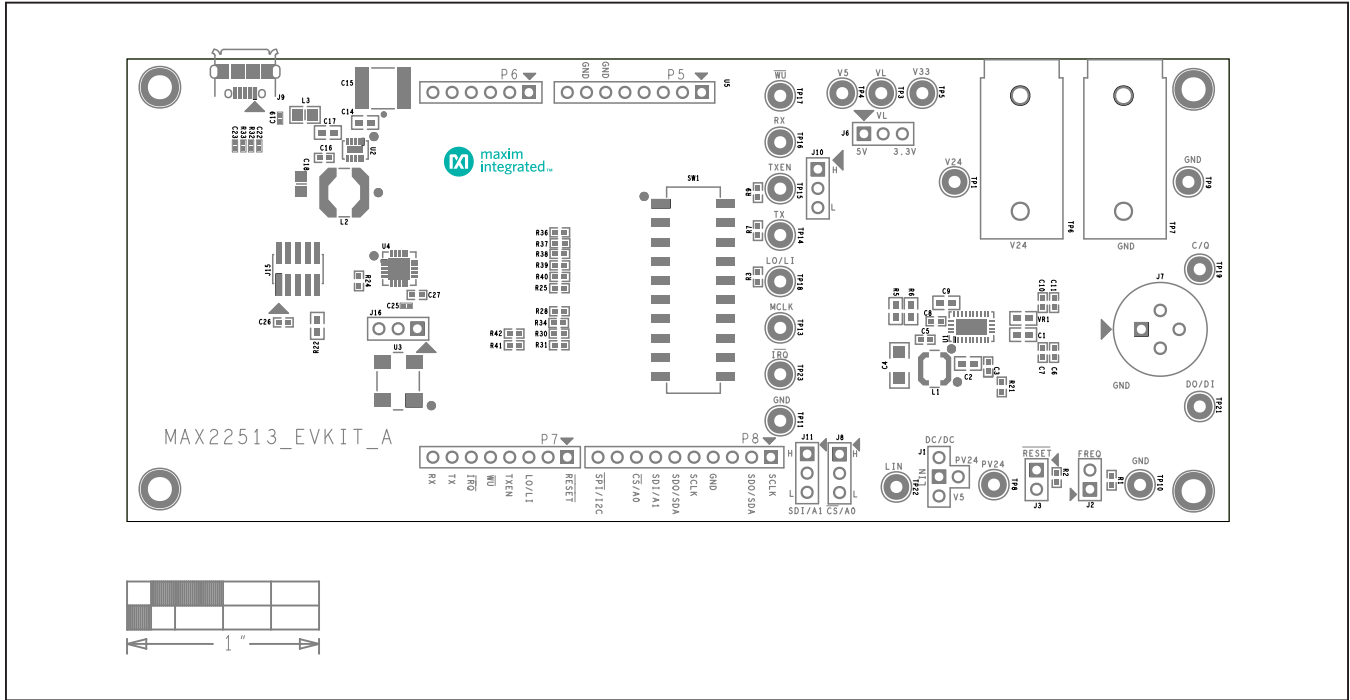 P6
GND
GND
P5
U5
WU
TP17
V5
TP4
VL
TP3
V33
TP5
J9
L3
C15
C14
C17
C19
C23
R33
R32
C22
C16
U2
C18
L2
maxim
integrated™
RX
TP16
J6
VL
5V
3.3V
J10
H
L
TXEN
TP15
R9
TX
TP14
R7
LO/LI
TP18
R3
MCLK
TP13
IRQ
TP23
GND
TP11
SW1
V24
TP1
V24
TP6
GND
TP7
GND
TP9
C/Q
TP19
J7
GND
DO/DI
TP21
J15
U4
R24
C27
C25
C26
R22
J16
U3
R36
R37
R38
R39
R40
R25
R28
R34
R30
R31
R42
R41
R5
R6
C9
C8
C5
U1
C4
L1
C2
C3
R21
C10
C11
VR1
C1
C7
C6
MAX22513_EVKIT_A
P7
RX
TX
IRQ
WU
TXEN
LO/LI
RESET
P8
SPI/I2C
CS/A0
SDI/A1
SDO/SDA
SCLK
GND
SDO/SDA
SCLK
J11
H
L
SDI/A1
J8
H
L
CS/A0
LIN
TP22
DC/DC
J1
PV24
LIN
V5
PV24
TP8
RESET
J3
R2
FREQ
J2
R1
GND
TP10
1"